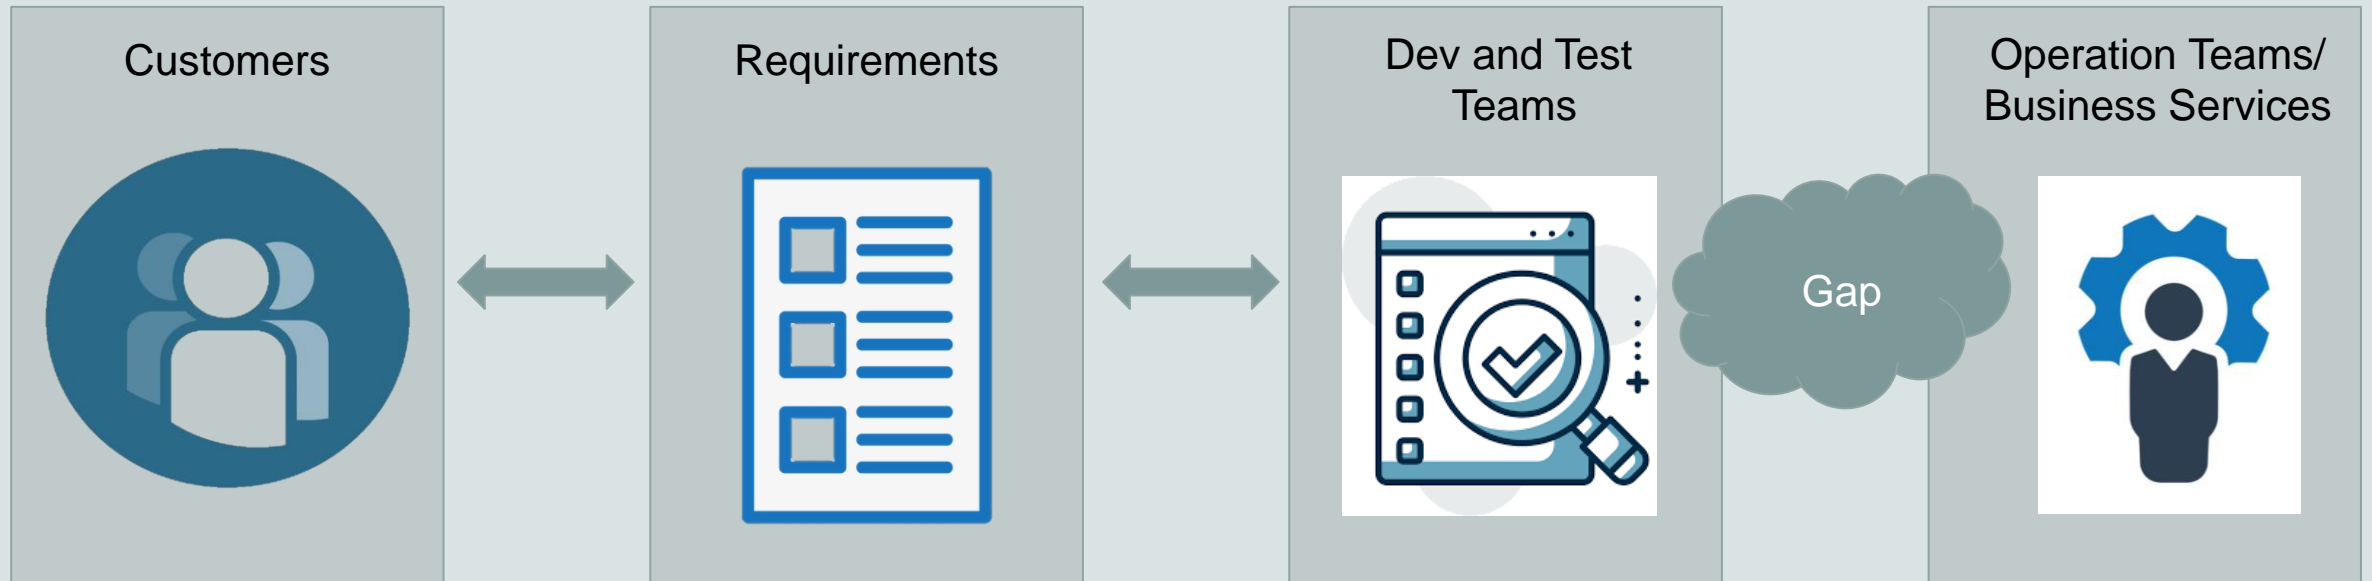 Customers
Requirements
Dev and Test
Teams
Operation Teams/
Business Services
Gap